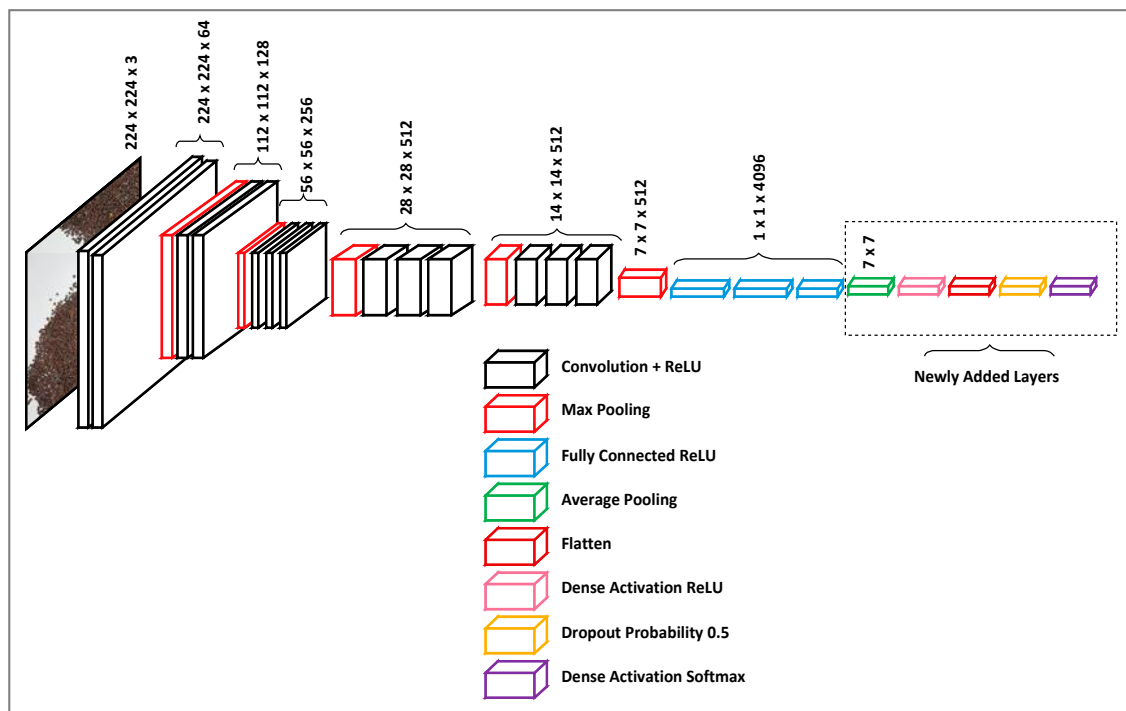 224 x 224 x 3
224 x 224 x 64
112 x 112 x 128
56 x 56 x 256
28 x 28 x 512
14 x 14 x 512
7 x 7 x 512
1 x 1 x 4096
7 x 7
Newly Added Layers
Convolution + ReLU
Max Pooling
Fully Connected ReLU
Average Pooling
Flatten
Dense Activation ReLU
Dropout Probability 0.5
Dense Activation Softmax